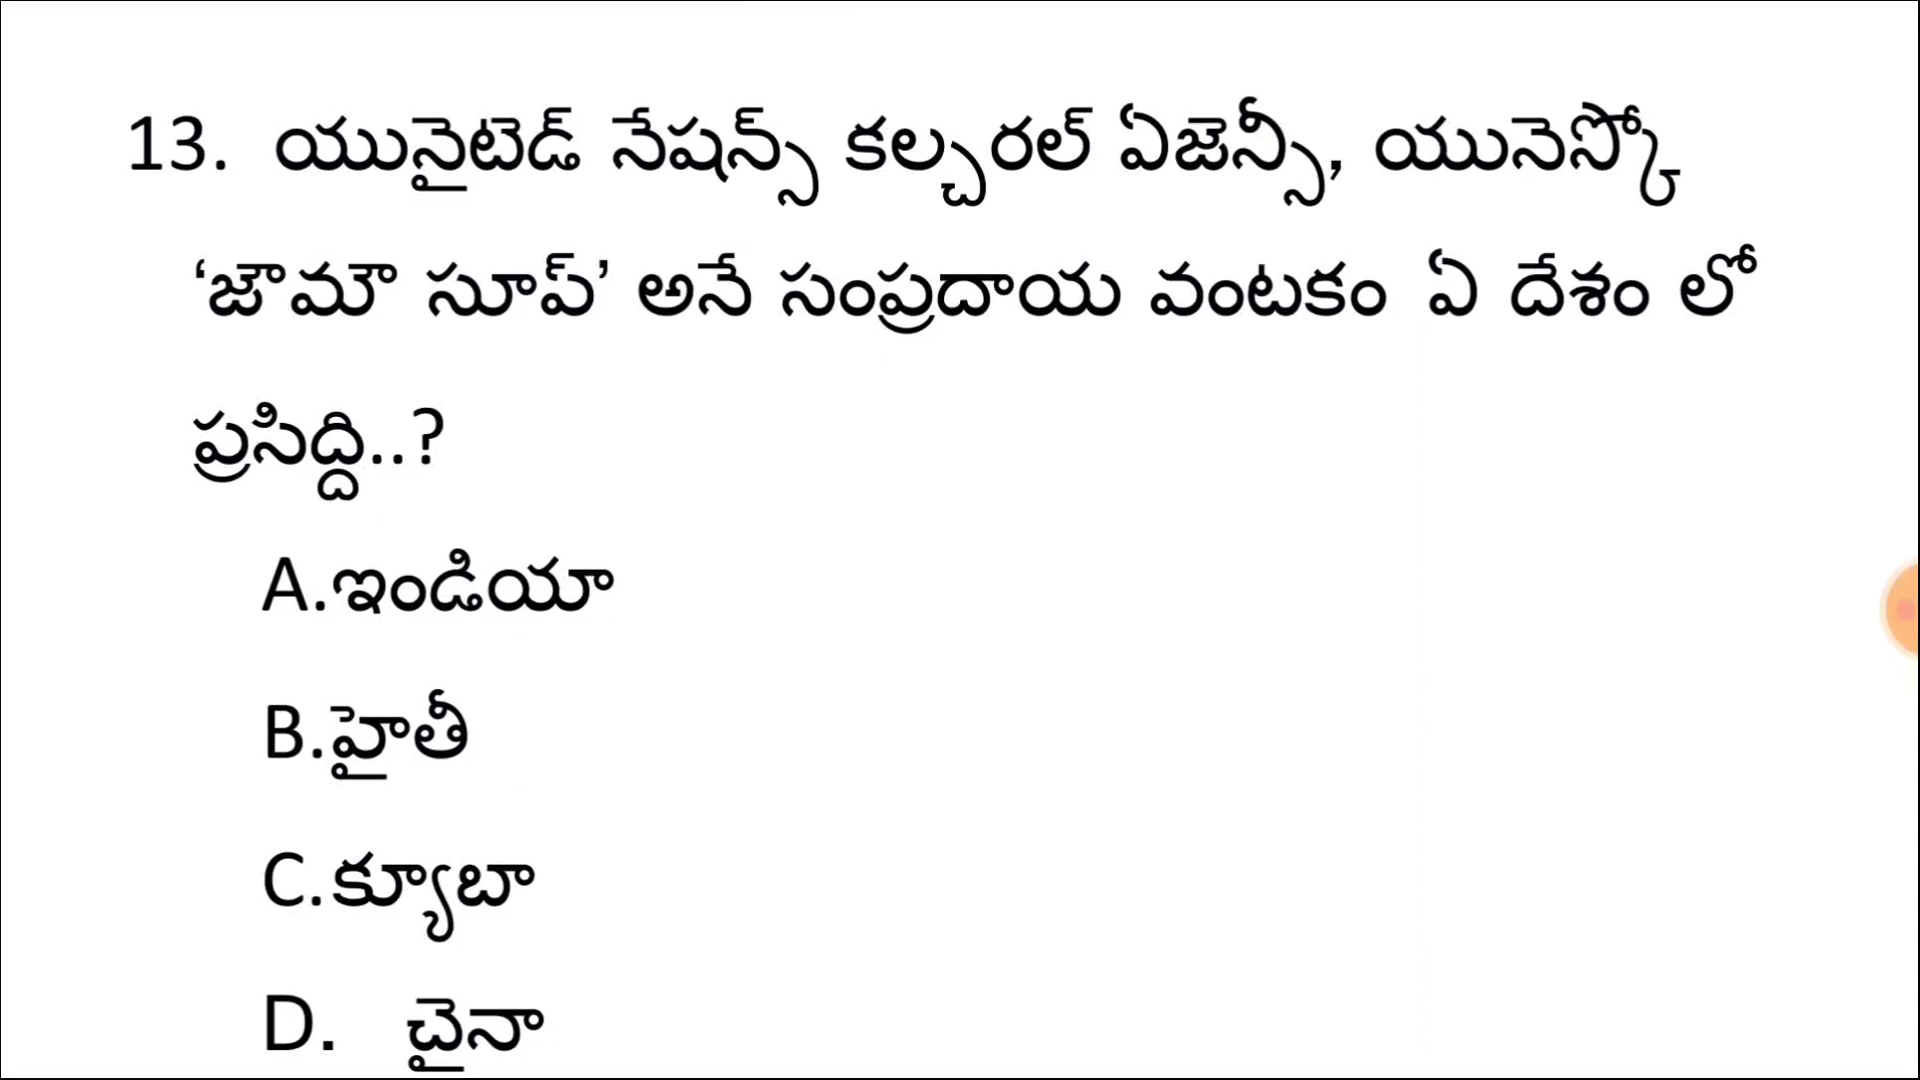 13. యునైటెడ్ నేషన్స్ కల్చరల్ ఏజెన్సీ, యునెస్కో
‘జౌమౌ సూప్’ అనే సంప్రదాయ వంటకం ఏ దేశం లో
ప్రసిద్ది..?
A.ఇండియా
B.హైతీ
C.క్యూబా
D. చైనా